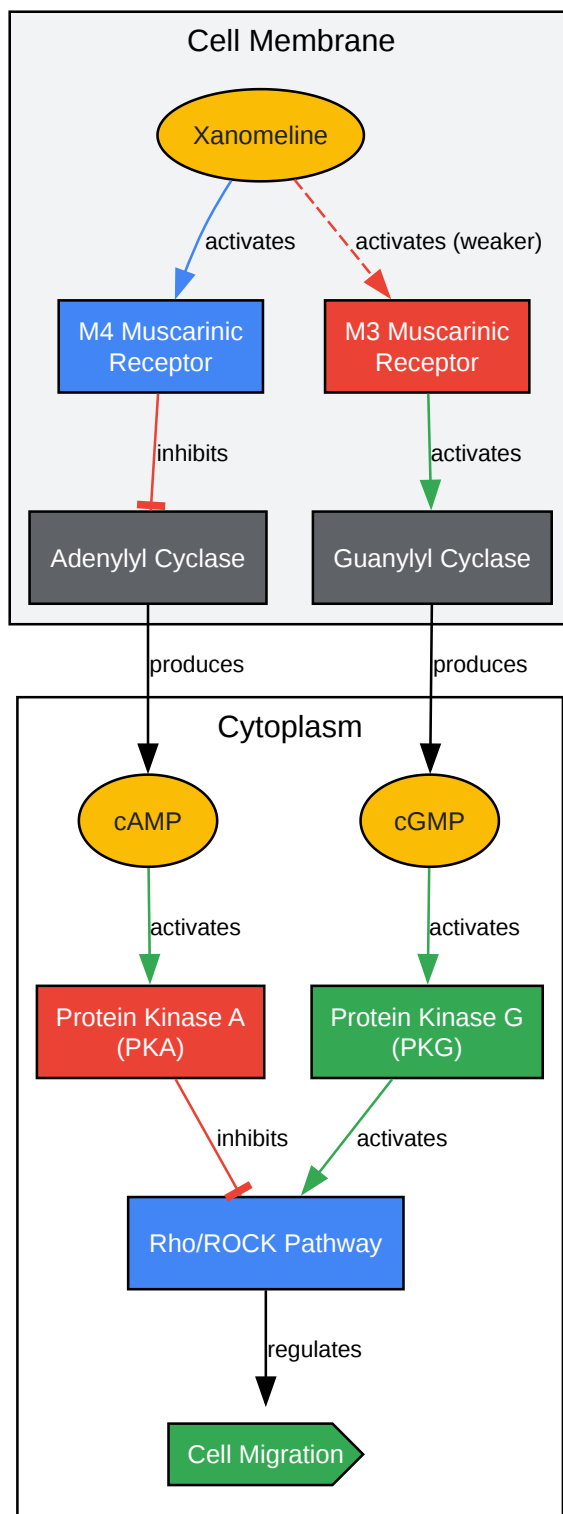 Cell Membrane
Xanomeline
activates
activates (weaker)
M4 Muscarinic
Receptor
M3 Muscarinic
Receptor
inhibits
activates
Adenylyl Cyclase
Guanylyl Cyclase
produces
produces
Cytoplasm
cAMP
cGMP
activates
activates
Protein Kinase A
(PKA)
Protein Kinase G
(PKG)
inhibits
activates
Rho/ROCK Pathway
regulates
Cell Migration